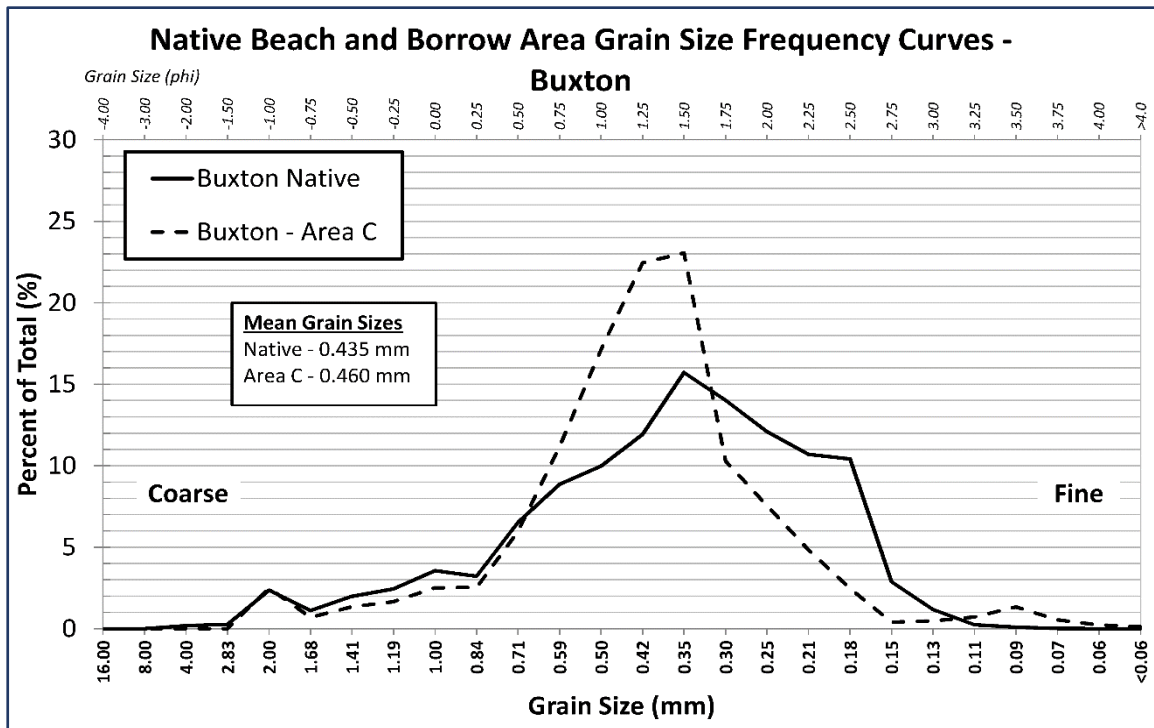 Native Beach and Borrow Area Grain Size Frequency Curves -
Buxton
Grain Size (phi)
-4.00 -3.00 -2.00 -1.50 -1.00 -0.75 -0.50 -0.25 0.00 0.25 0.50 0.75 1.00 1.25 1.50 1.75 2.00 2.25 2.50 2.75 3.00 3.25 3.50 3.75 4.00 >4.0
30
25
20
15
10
5
0
Percent of Total (%)
Buxton Native
Buxton - Area C
Mean Grain Sizes
Native - 0.435 mm
Area C - 0.460 mm
Coarse
Fine
16.00 8.00 4.00 2.83 2.00 1.68 1.41 1.19 1.00 0.84 0.71 0.59 0.50 0.42 0.35 0.30 0.25 0.21 0.18 0.15 0.13 0.11 0.09 0.07 0.06 <0.06
Grain Size (mm)